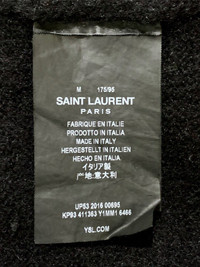 M 175/96
SAINT LAURENT
PARIS
FABRIQUE EN ITALIE
PRODOTTO IN ITALIA
MADE IN ITALY
HERGESTELLT IN ITALIEN
HECHO EN ITALIA
イタリア製
产地:意大利
UP53 2016 00695
KP93 411363 Y1MM1 6466
YSL.COM